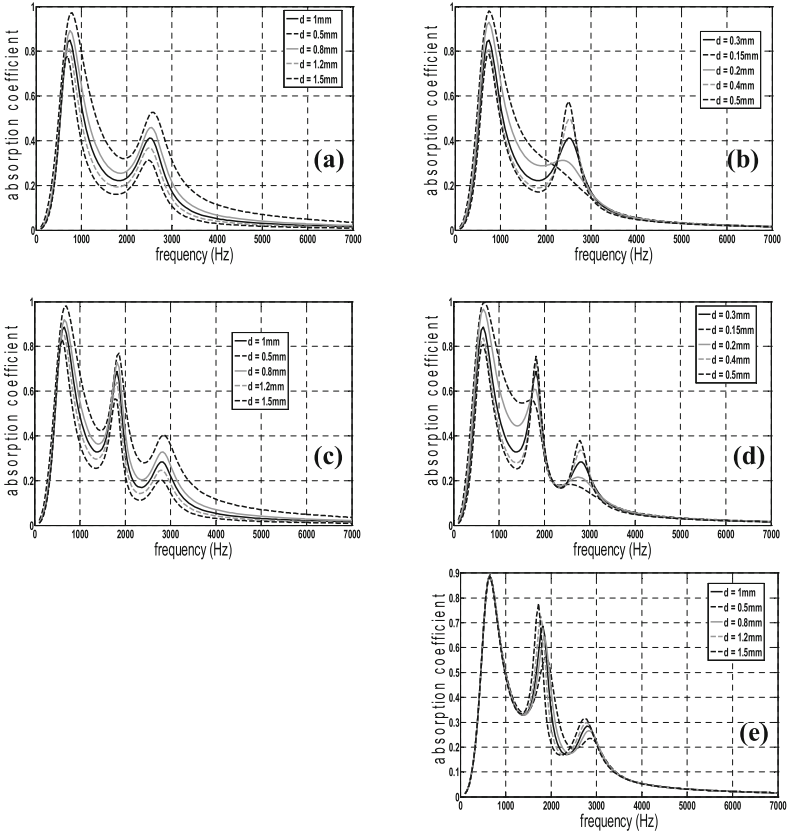 absorption coefficient
1
0.8
0.6
0.4
0.2
0
0 1000 2000 3000 4000 5000 6000 7000
frequency (Hz)
d = 1mm
d = 0.5mm
d = 0.8mm
d = 1.2mm
d = 1.5mm
(a)
absorption coefficient
1
0.8
0.6
0.4
0.2
0
0 1000 2000 3000 4000 5000 6000 7000
frequency (Hz)
d = 0.3mm
d = 0.15mm
d = 0.2mm
d = 0.4mm
d = 0.5mm
(b)
absorption coefficient
1
0.8
0.6
0.4
0.2
0
0 1000 2000 3000 4000 5000 6000 7000
frequency (Hz)
d = 1mm
d = 0.5mm
d = 0.8mm
d =1.2mm
d = 1.5mm
(c)
absorption coefficient
1
0.8
0.6
0.4
0.2
0
0 1000 2000 3000 4000 5000 6000 7000
frequency (Hz)
d = 0.3mm
d = 0.15mm
d = 0.2mm
d = 0.4mm
d = 0.5mm
(d)
absorption coefficient
0.9
0.8
0.7
0.6
0.5
0.4
0.3
0.2
0.1
0
0 1000 2000 3000 4000 5000 6000 7000
frequency (Hz)
d = 1mm
d = 0.5mm
d = 0.8mm
d = 1.2mm
d = 1.5mm
(e)